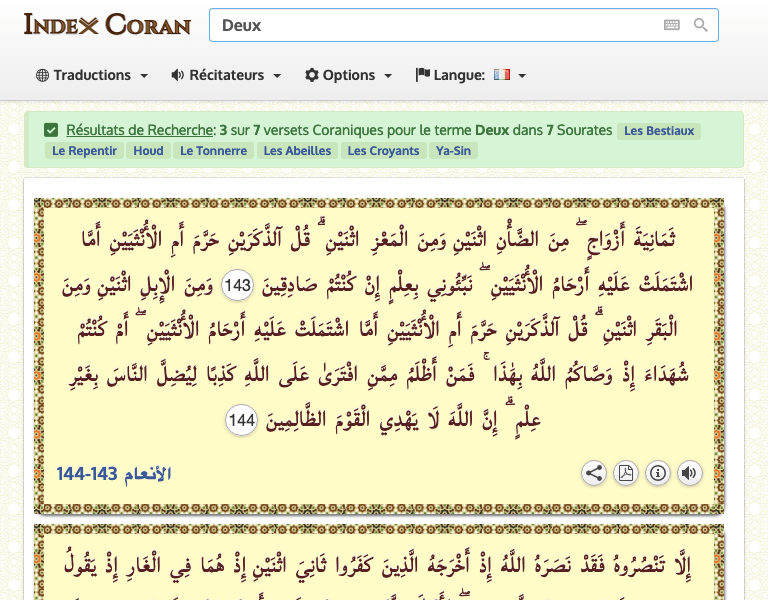 Index Coran
Deux
Traductions Récitateurs Options Langue:
Résultats de Recherche: 3 sur 7 versets Coraniques pour le terme Deux dans 7 Sourates Les Bestiaux
Le Repentir Houd Le Tonnerre Les Abeilles Les Croyants Ya-Sin
ثَمَانِيَةَ أَزْوَاجٍ ۖ مِنَ الضَّأْنِ اثْنَيْنِ وَمِنَ الْمَعْزِ اثْنَيْنِ ۗ قُلْ آلذَّكَرَيْنِ حَرَّمَ أَمِ الْأُنْثَيَيْنِ أَمَّا
اشْتَمَلَتْ عَلَيْهِ أَرْحَامُ الْأُنْثَيَيْنِ ۖ نَبِّئُونِي بِعِلْمٍ إِنْ كُنْتُمْ صَادِقِينَ 143 وَمِنَ الْإِبِلِ اثْنَيْنِ وَمِنَ
الْبَقَرِ اثْنَيْنِ ۗ قُلْ آلذَّكَرَيْنِ حَرَّمَ أَمِ الْأُنْثَيَيْنِ أَمَّا اشْتَمَلَتْ عَلَيْهِ أَرْحَامُ الْأُنْثَيَيْنِ ۖ أَمْ كُنْتُمْ
شُهَدَاءَ إِذْ وَصَّاكُمُ اللَّهُ بِهَٰذَا ۚ فَمَنْ أَظْلَمُ مِمَّنِ افْتَرَىٰ عَلَى اللَّهِ كَذِبًا لِيُضِلَّ النَّاسَ بِغَيْرِ
عِلْمٍ ۗ إِنَّ اللَّهَ لَا يَهْدِي الْقَوْمَ الظَّالِمِينَ 144
الأنعام 143-144
إِلَّا تَنْصُرُوهُ فَقَدْ نَصَرَهُ اللَّهُ إِذْ أَخْرَجَهُ الَّذِينَ كَفَرُوا ثَانِيَ اثْنَيْنِ إِذْ هُمَا فِي الْغَارِ إِذْ يَقُولُ